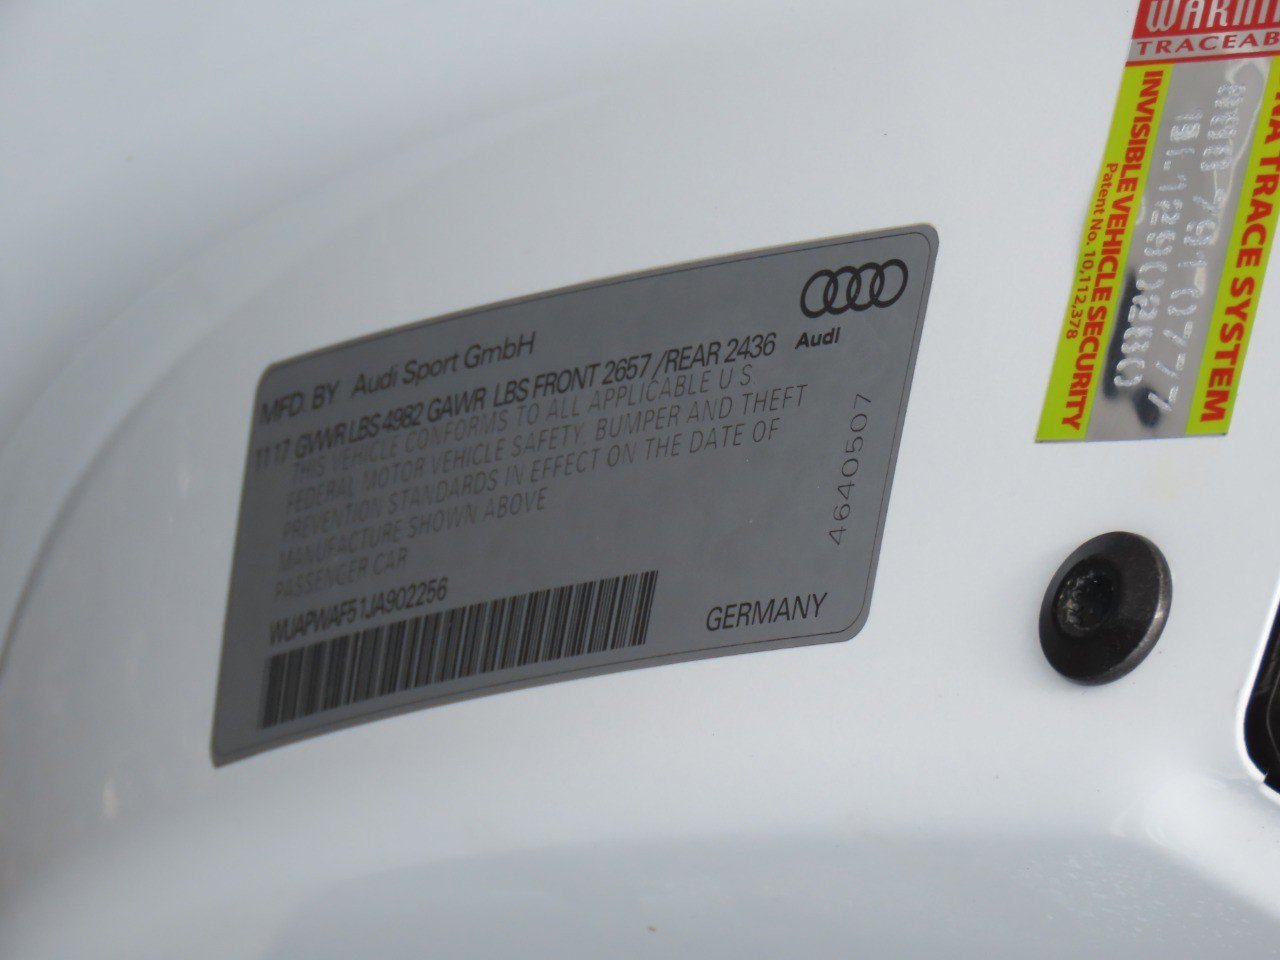 MFD. BY Audi Sport GmbH
11 17 GVWR LBS 4982 GAWR LBS FRONT 2657 / REAR 2436
THIS VEHICLE CONFORMS TO ALL APPLICABLE U S
FEDERAL MOTOR VEHICLE SAFETY, BUMPER AND THEFT
PREVENTION STANDARDS IN EFFECT ON THE DATE OF
MANUFACTURE SHOWN ABOVE
PASSENGER CAR
WUAPWAF51JA902256
GERMANY
4640507
Audi
TRACEAB
INVISIBLE VEHICLE SECURITY
Patent No. 10,112,378
NA TRACE SYSTEM